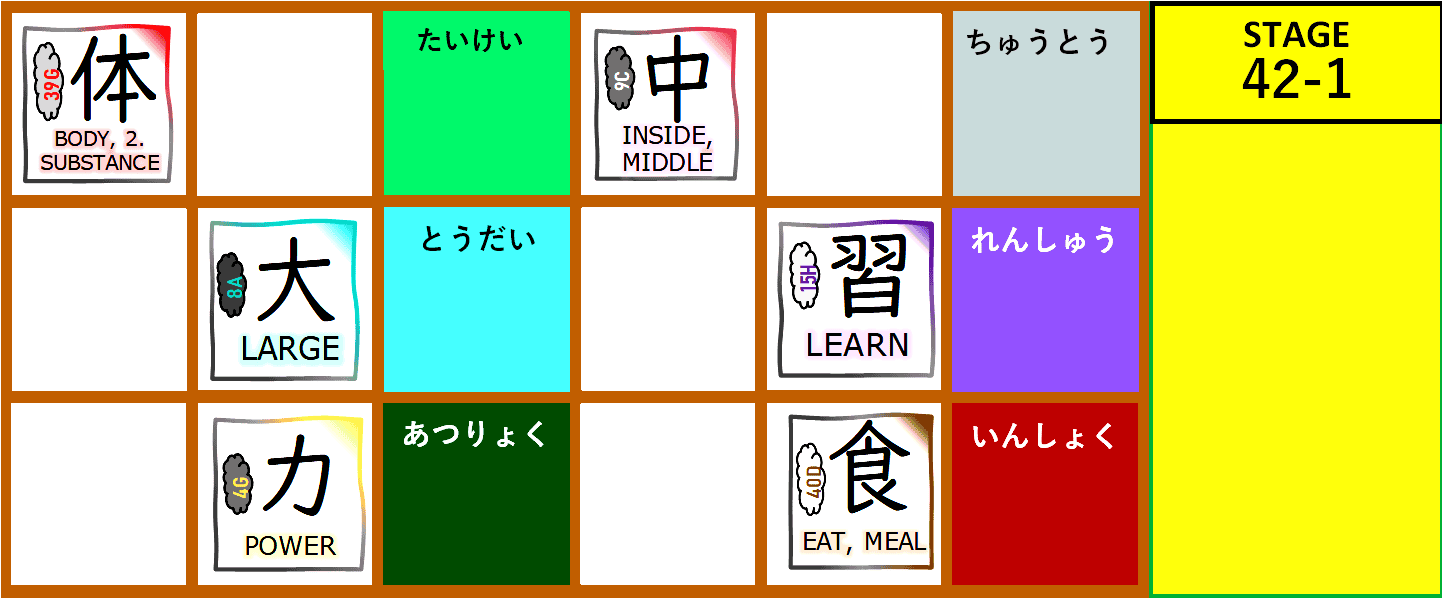 39G
体
BODY, 2.
SUBSTANCE
たいけい
9C
中
INSIDE,
MIDDLE
ちゅうとう
STAGE
42-1
8A
大
LARGE
とうだい
15H
習
LEARN
れんしゅう
4G
力
POWER
あつりょく
40D
食
EAT, MEAL
いんしょく